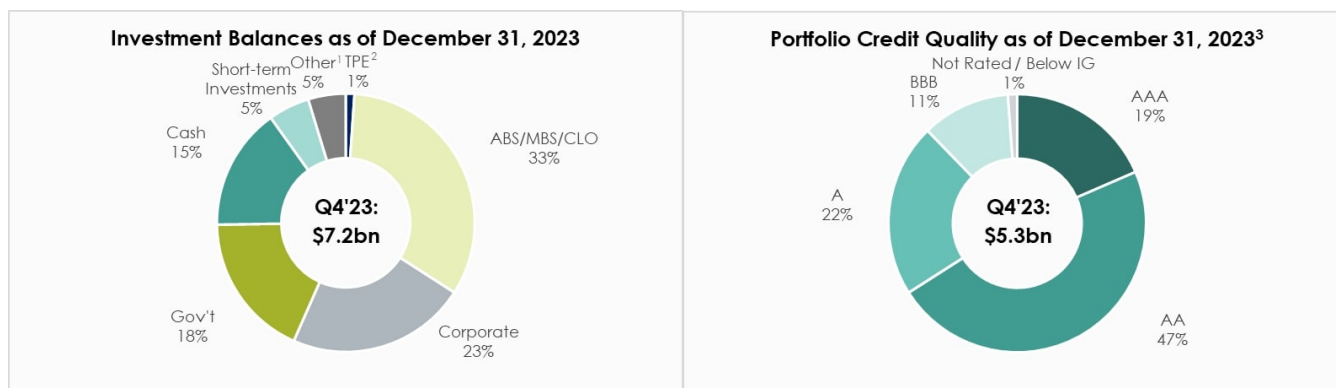 Investment Balances as of December 31, 2023
Other¹ TPE²
5% 1%
Short-term
Investments
5%
Cash
15%
ABS/MBS/CLO
33%
Q4'23:
$7.2bn
Gov't
18%
Corporate
23%
Portfolio Credit Quality as of December 31, 2023³
Not Rated / Below IG
1%
BBB
11%
AAA
19%
A
22%
Q4'23:
$5.3bn
AA
47%